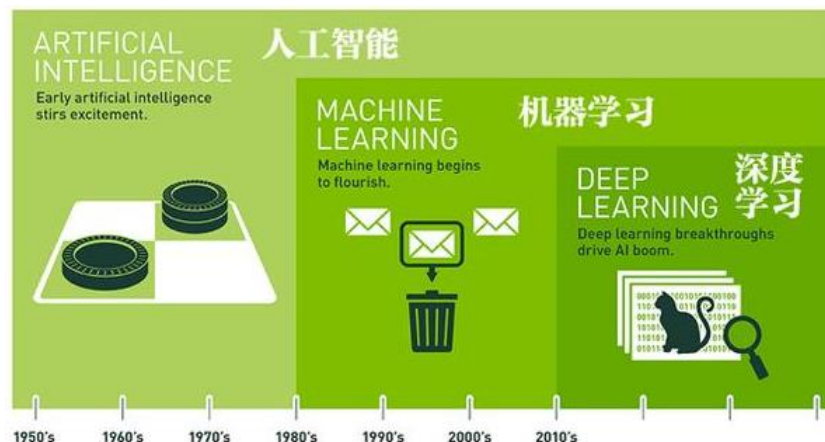 ARTIFICIAL
INTELLIGENCE
人工智能
Early artificial intelligence
stirs excitement.
MACHINE
LEARNING
机器学习
Machine learning begins
to flourish.
DEEP
LEARNING
深度
学习
Deep learning breakthroughs
drive AI boom.
1950's 1960's 1970's 1980's 1990's 2000's 2010's